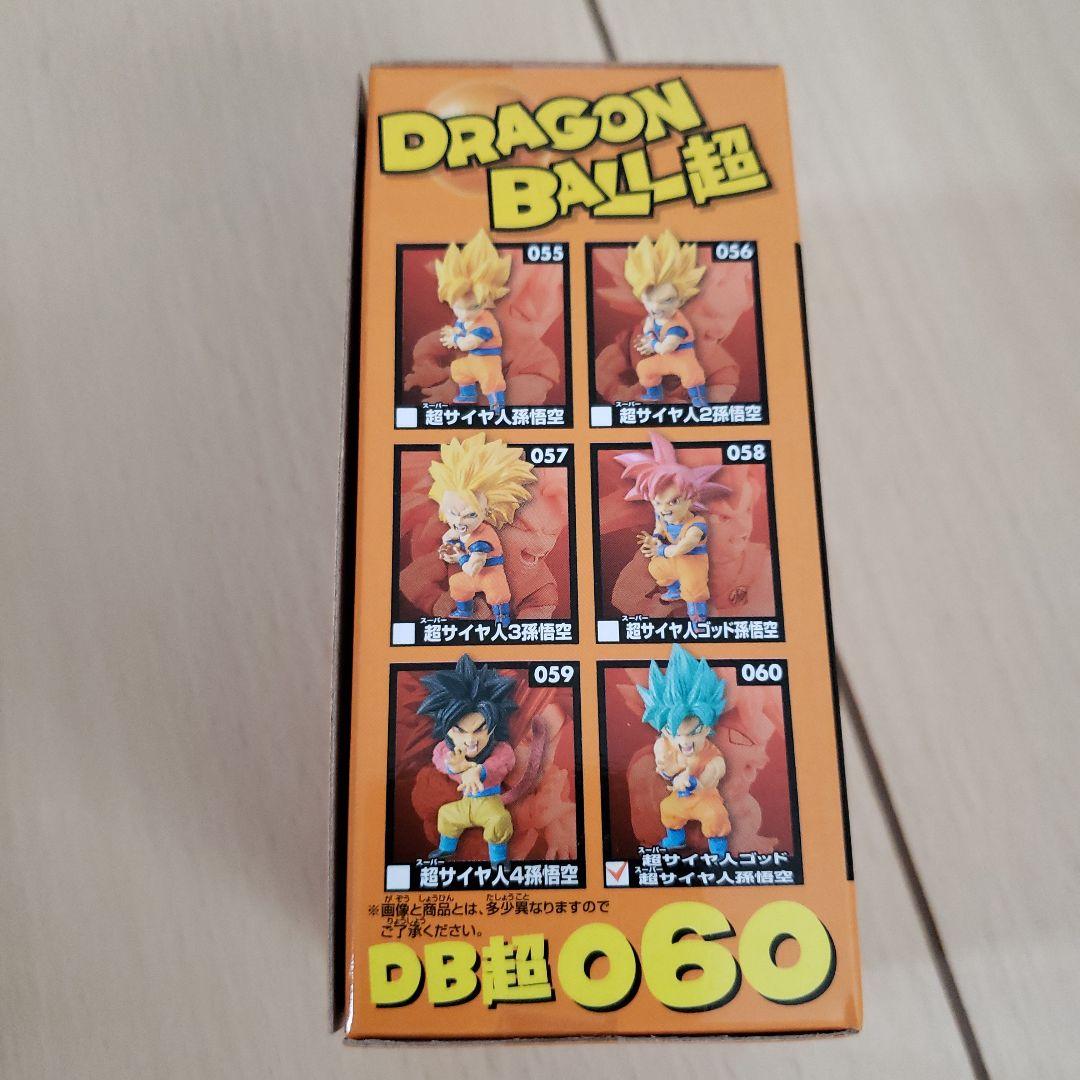 DRAGON
BALL超
055
スーパー
超サイヤ人孫悟空
056
スーパー
超サイヤ人2孫悟空
057
スーパー
超サイヤ人3孫悟空
058
スーパー
超サイヤ人ゴッド孫悟空
059
スーパー
超サイヤ人4孫悟空
060
スーパー
超サイヤ人ゴッド
スーパー
超サイヤ人孫悟空
がぞう しょうひん たしょうこと
※画像と商品とは、多少異なりますので
りょうしょう
ご了承ください。
DB超060